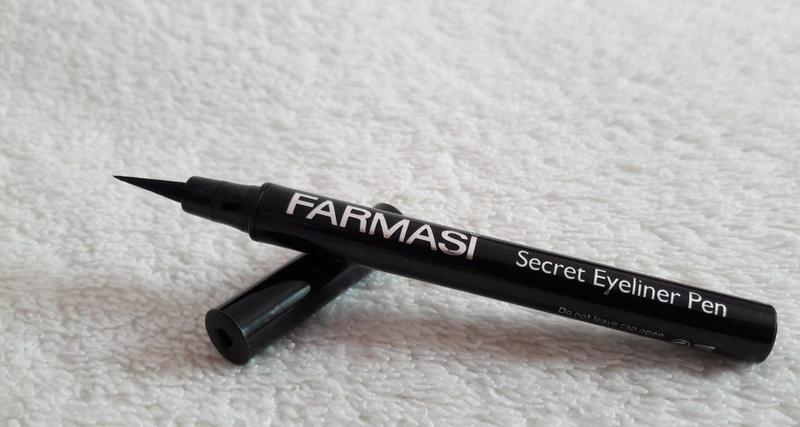 FARMASI
Secret Eyeliner Pen
Do not leave cap open